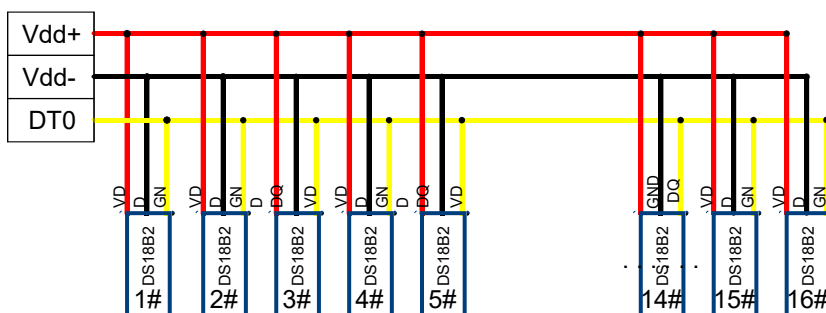 Vdd+
Vdd-
DT0
`VD D GN `VD D GN D `DQ VD `VD D GN D `DQ VD `GND DQ `VD D GN `VD D GN
DS18B2 DS18B2 DS18B2 DS18B2 DS18B2 . . . . . . DS18B2 DS18B2 DS18B2
1# 2# 3# 4# 5# 14# 15# 16#